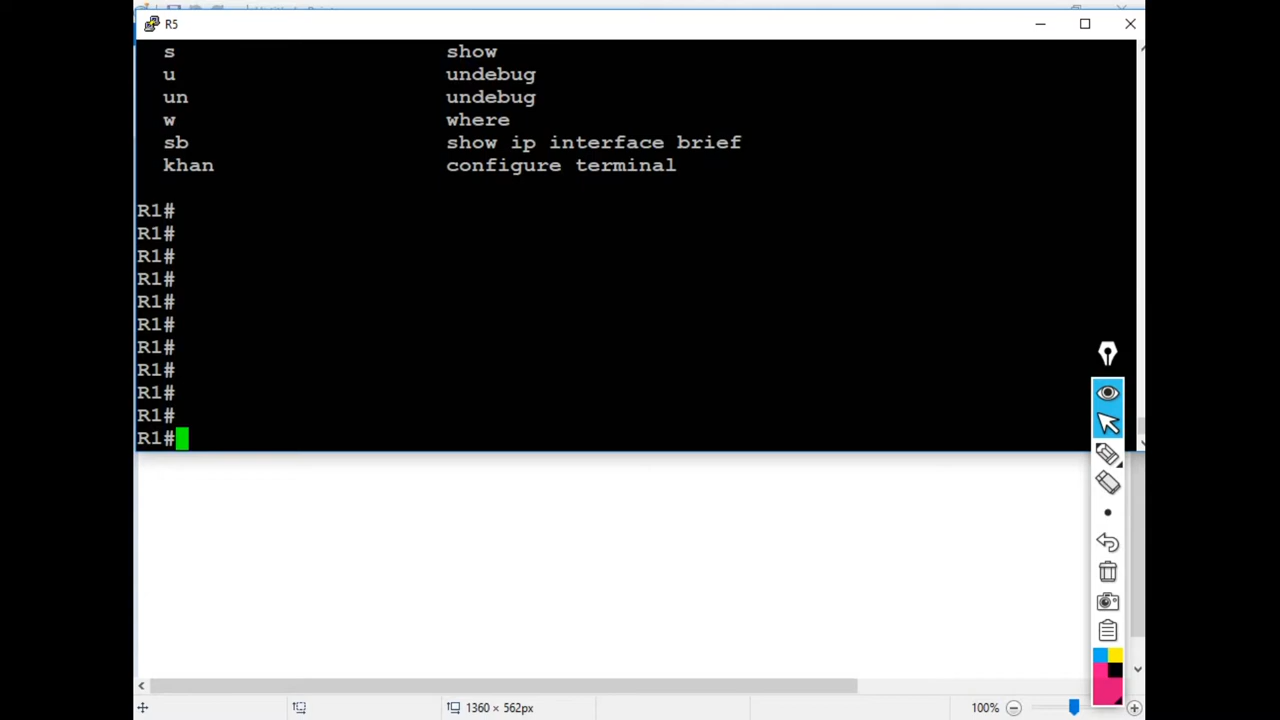 R5
s show
u undebug
un undebug
w where
sb show ip interface brief
khan configure terminal
R1#
R1#
R1#
R1#
R1#
R1#
R1#
R1#
R1#
R1#
R1#
1360 × 562px
100%